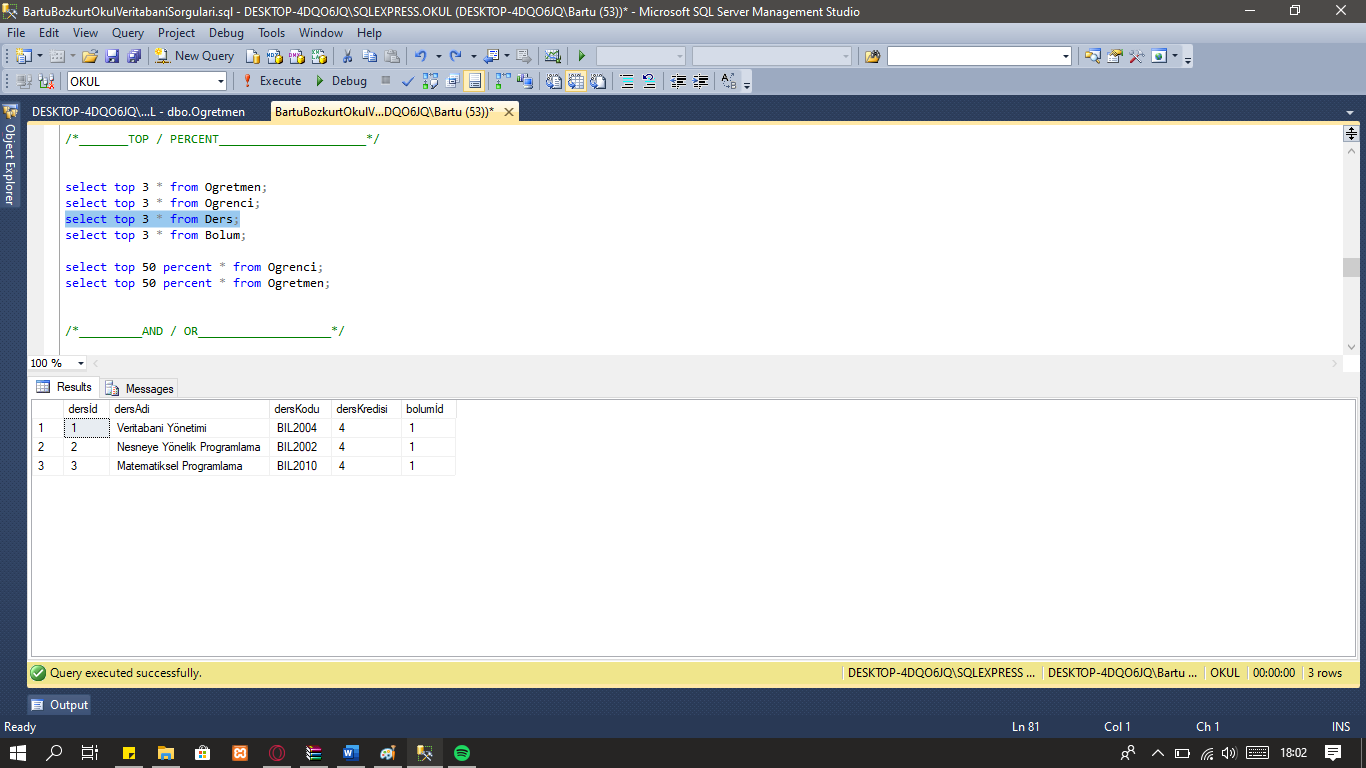 BartuBozkurtOkulVeritabaniSorgulari.sql - DESKTOP-4DQO6JQ\SQLEXPRESS.OKUL (DESKTOP-4DQO6JQ\Bartu (53))* - Microsoft SQL Server Management Studio
File Edit View Query Project Debug Tools Window Help
New Query
OKUL Execute Debug
DESKTOP-4DQO6JQ\...L - dbo.Ogretmen BartuBozkurtOkulV...DQO6JQ\Bartu (53))*
Object Explorer
/*_______TOP / PERCENT_____________________*/
select top 3 * from Ogretmen;
select top 3 * from Ogrenci;
select top 3 * from Ders;
select top 3 * from Bolum;
select top 50 percent * from Ogrenci;
select top 50 percent * from Ogretmen;
/*_________AND / OR___________________*/
100 %
Results Messages
dersİd dersAdi dersKodu dersKredisi bolumİd
1 1 Veritabani Yönetimi BIL2004 4 1
2 2 Nesneye Yönelik Programlama BIL2002 4 1
3 3 Matematiksel Programlama BIL2010 4 1
Query executed successfully. DESKTOP-4DQO6JQ\SQLEXPRESS ... DESKTOP-4DQO6JQ\Bartu ... OKUL 00:00:00 3 rows
Output
Ready Ln 81 Col 1 Ch 1 INS
18:02